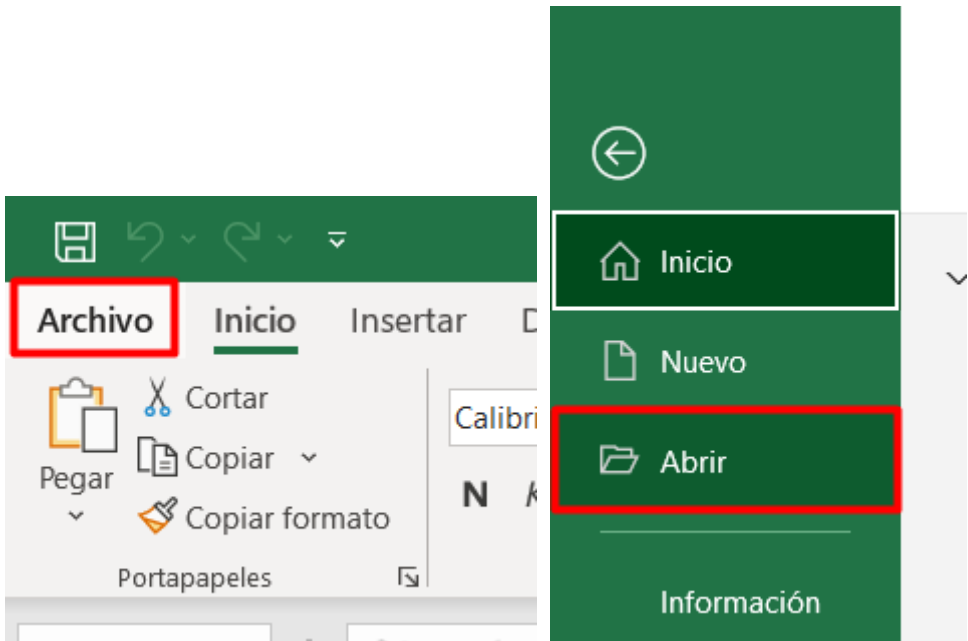 Archivo Inicio Insertar
Cortar
Copiar
Pegar
Copiar formato
Portapapeles
Calibri
N
Inicio
Nuevo
Abrir
Información